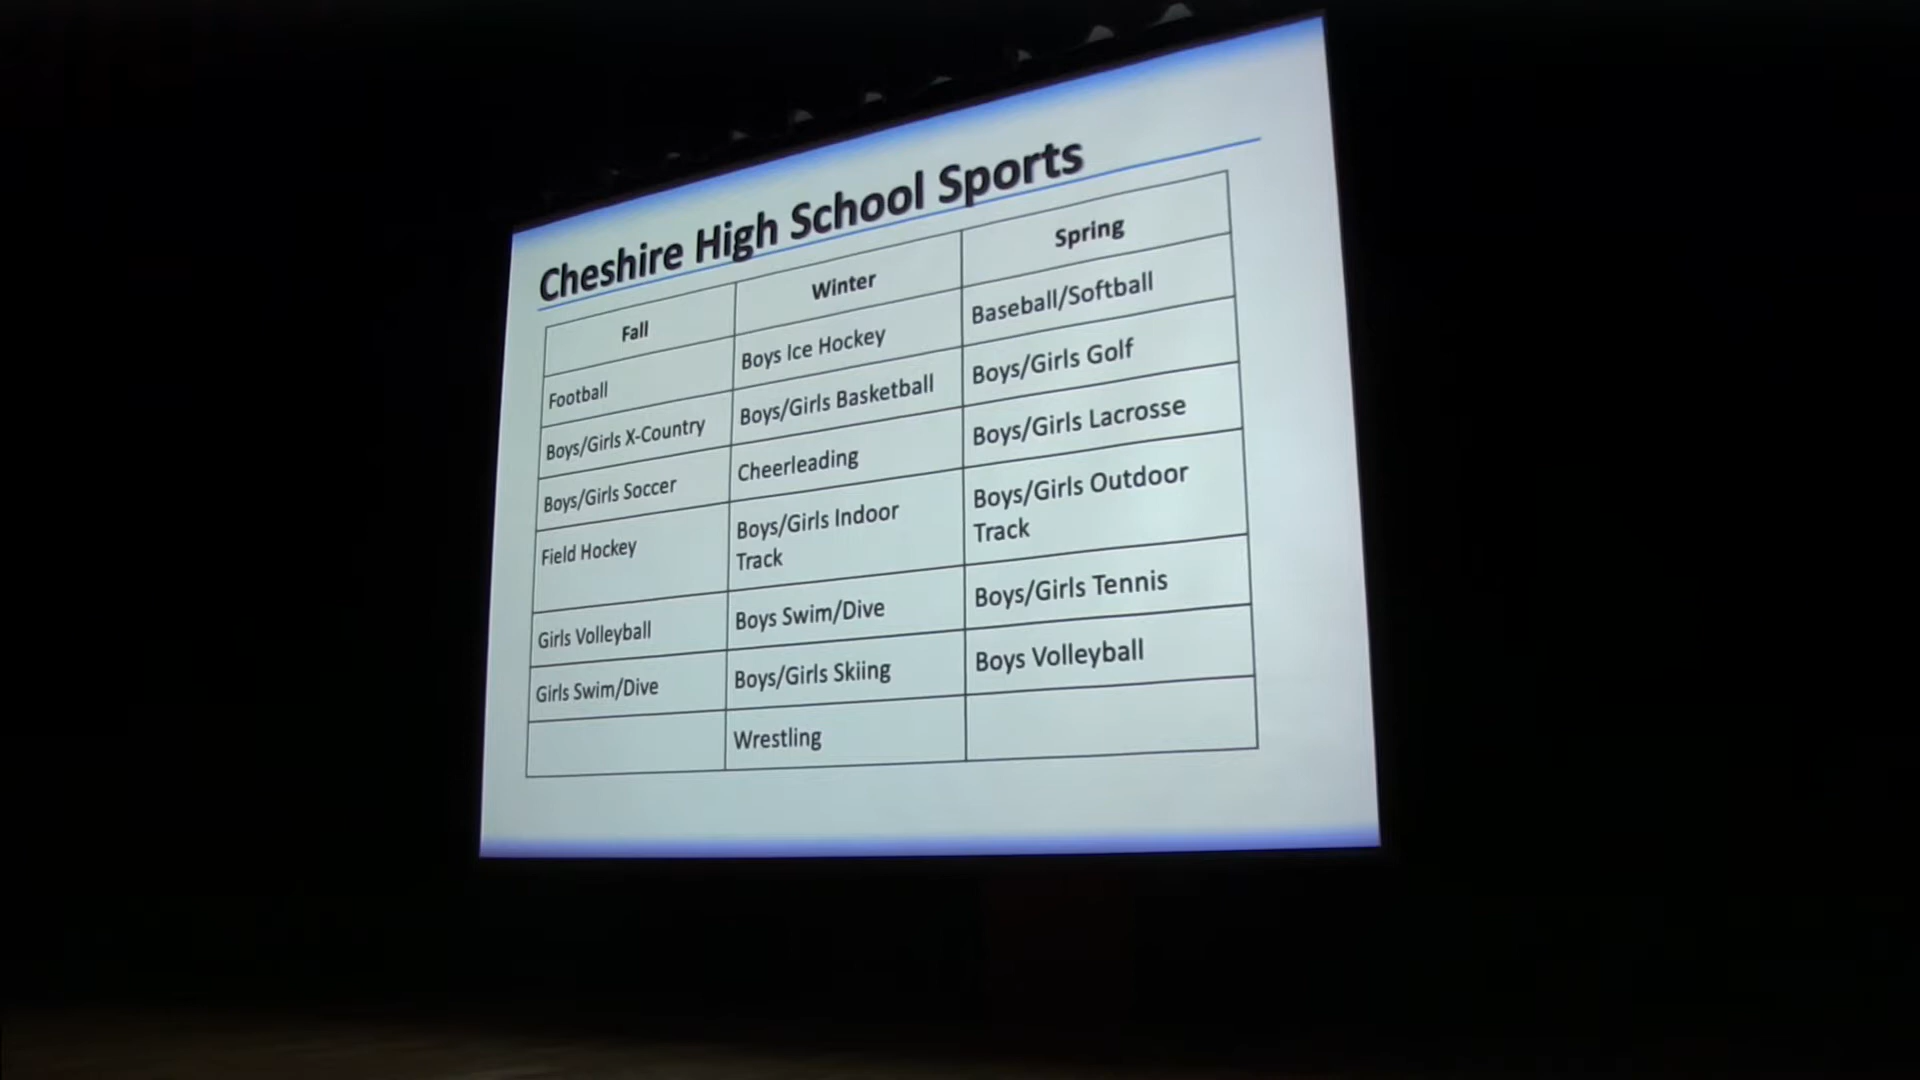 Cheshire High School Sports
Fall
Winter
Spring
Football
Boys Ice Hockey
Baseball/Softball
Boys/Girls X-Country
Boys/Girls Basketball
Boys/Girls Golf
Boys/Girls Soccer
Cheerleading
Boys/Girls Lacrosse
Field Hockey
Boys/Girls Indoor
Track
Boys/Girls Outdoor
Track
Girls Volleyball
Boys Swim/Dive
Boys/Girls Tennis
Girls Swim/Dive
Boys/Girls Skiing
Boys Volleyball
Wrestling